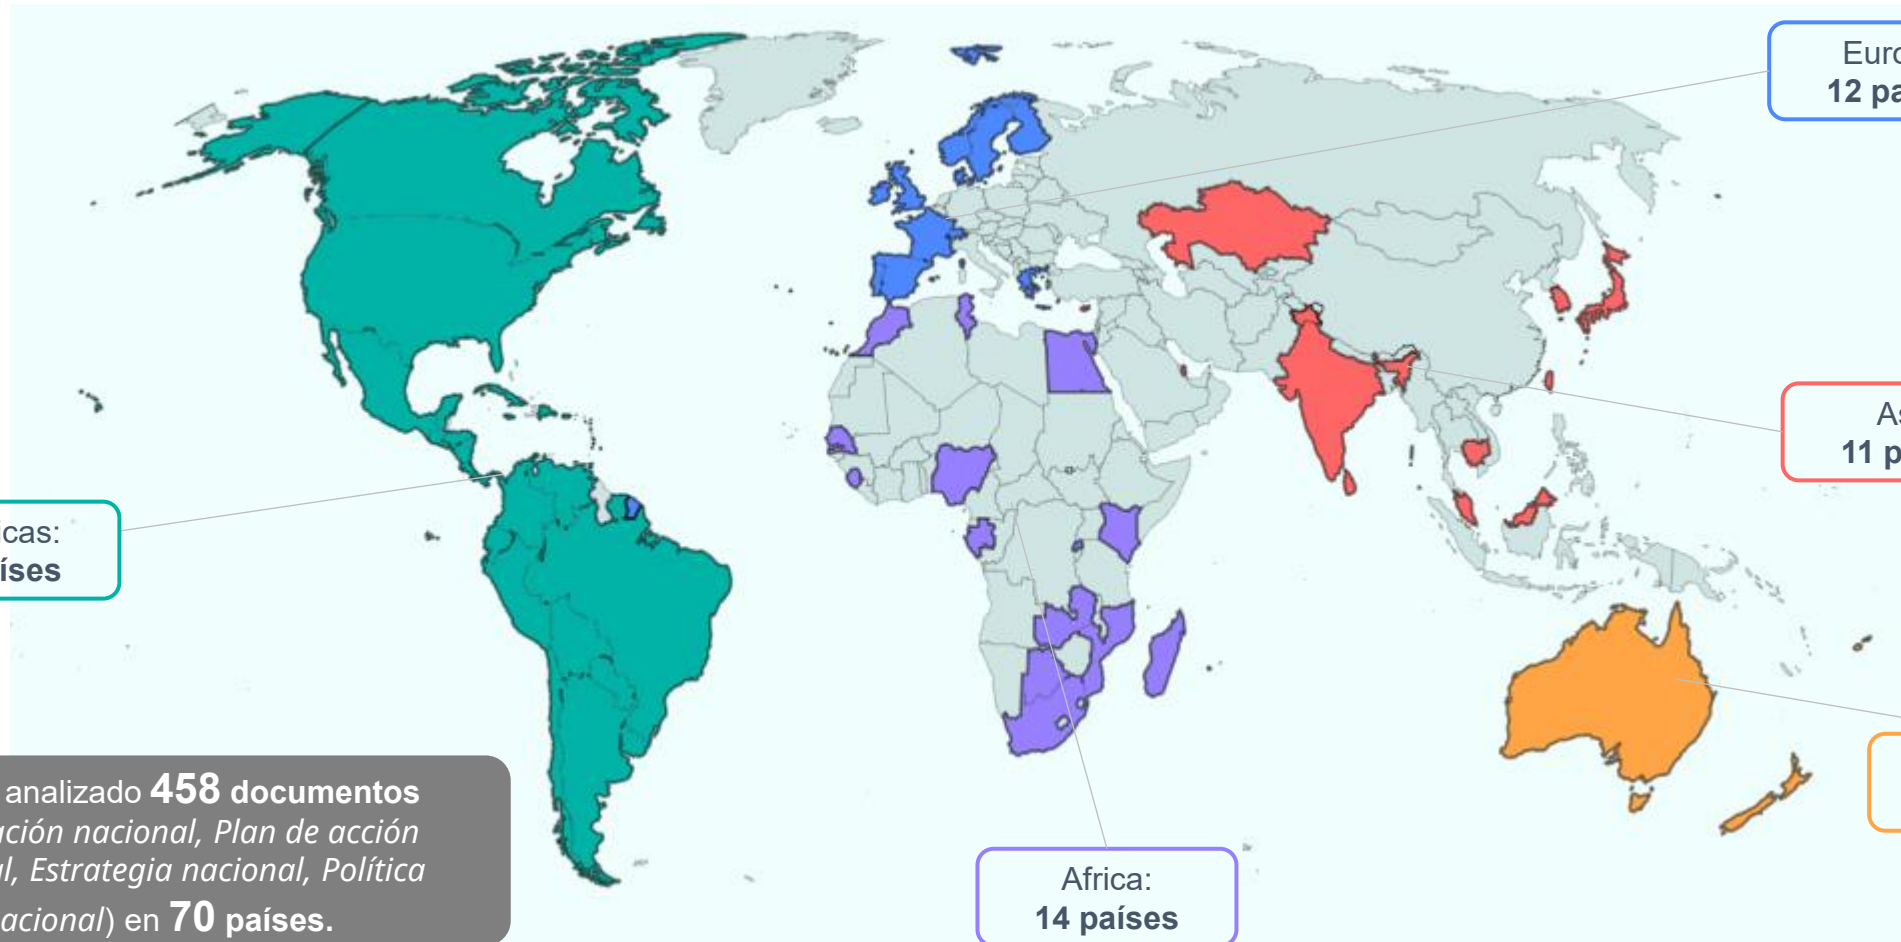 Euro
12 pa
As
11 p
icas:
íses
analizado 458 documentos
ación nacional, Plan de acción
l, Estrategia nacional, Política
acional) en 70 países.
Africa:
14 países